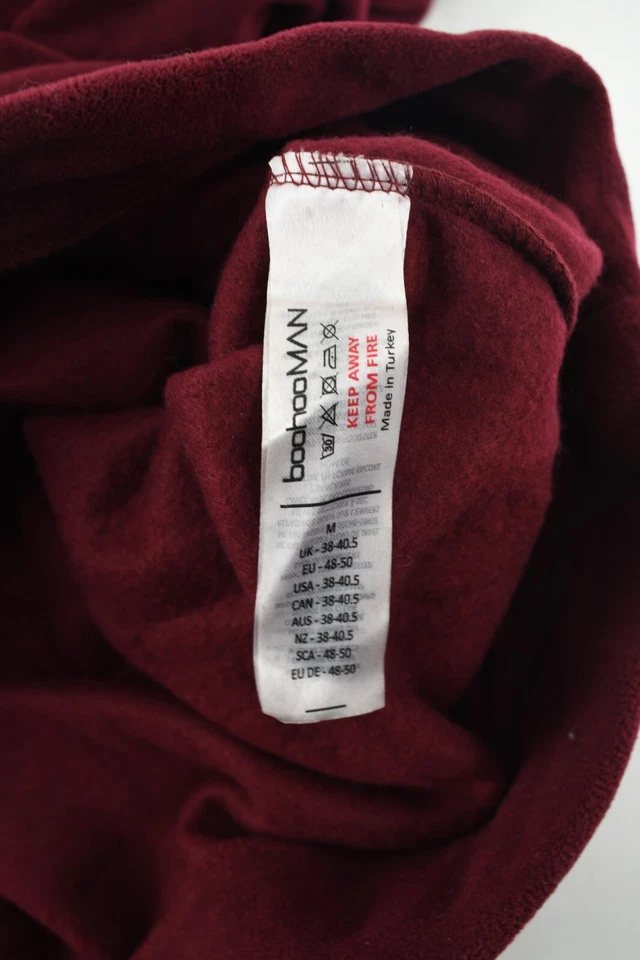 boohooMAN
30
KEEP AWAY
FROM FIRE
Made in Turkey
M
UK - 38-40.5
EU - 48-50
USA - 38-40.5
CAN - 38-40.5
AUS - 38-40.5
NZ - 38-40.5
SCA - 48-50
EU DE - 48-50